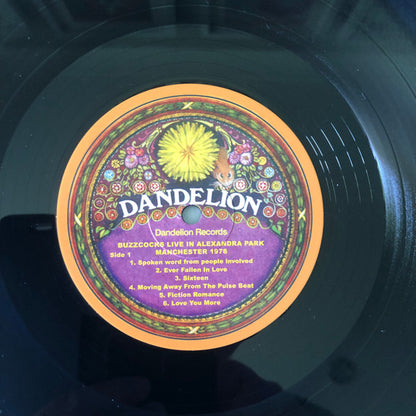 DANDELION
Dandelion Records
BUZZCOCKS LIVE IN ALEXANDRA PARK
Side 1
MANCHESTER 1978
1. Spoken word from people involved
2. Ever Fallen In Love
3. Sixteen
4. Moving Away From The Pulse Beat
5. Fiction Romance
6. Love You More